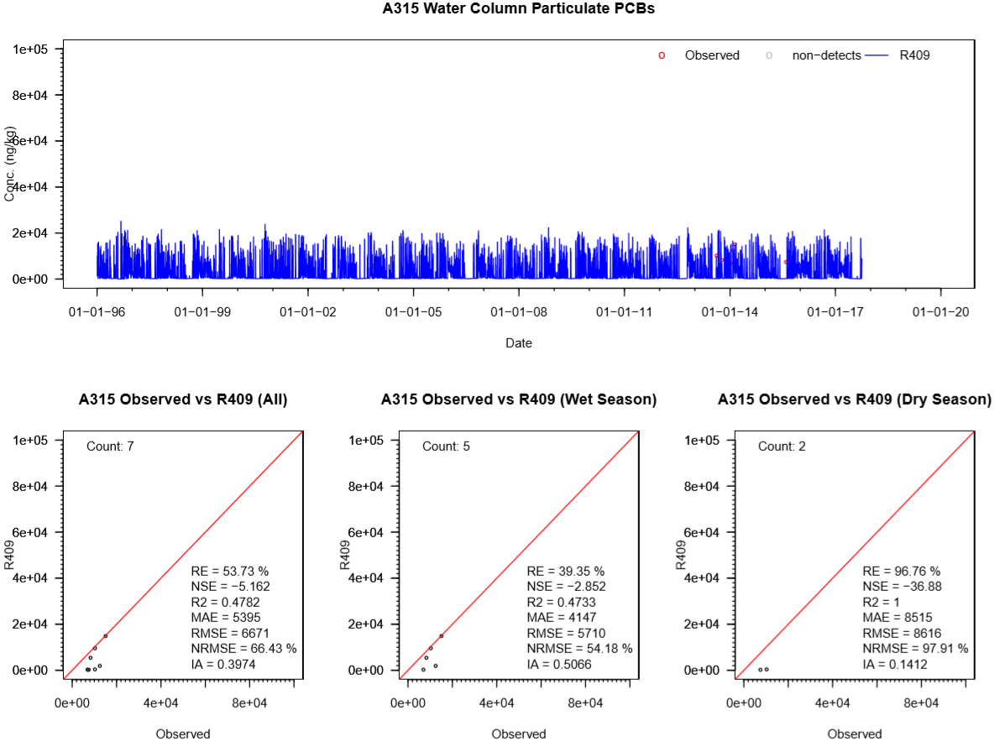 A315 Water Column Particulate PCBs
1e+05
8e+04
6e+04
4e+04
2e+04
0e+00
Conc. (ng/kg)
Observed non−detects R409
01−01−96 01−01−99 01−01−02 01−01−05 01−01−08 01−01−11 01−01−14 01−01−17 01−01−20
Date
A315 Observed vs R409 (All)
Count: 7
1e+05
8e+04
6e+04
4e+04
2e+04
0e+00
R409
RE = 53.73 %
NSE = −5.162
R2 = 0.4782
MAE = 5395
RMSE = 6671
NRMSE = 66.43 %
IA = 0.3974
0e+00 4e+04 8e+04
Observed
A315 Observed vs R409 (Wet Season)
Count: 5
1e+05
8e+04
6e+04
4e+04
2e+04
0e+00
R409
RE = 39.35 %
NSE = −2.852
R2 = 0.4733
MAE = 4147
RMSE = 5710
NRMSE = 54.18 %
IA = 0.5066
0e+00 4e+04 8e+04
Observed
A315 Observed vs R409 (Dry Season)
Count: 2
1e+05
8e+04
6e+04
4e+04
2e+04
0e+00
R409
RE = 96.76 %
NSE = −36.88
R2 = 1
MAE = 8515
RMSE = 8616
NRMSE = 97.91 %
IA = 0.1412
0e+00 4e+04 8e+04
Observed